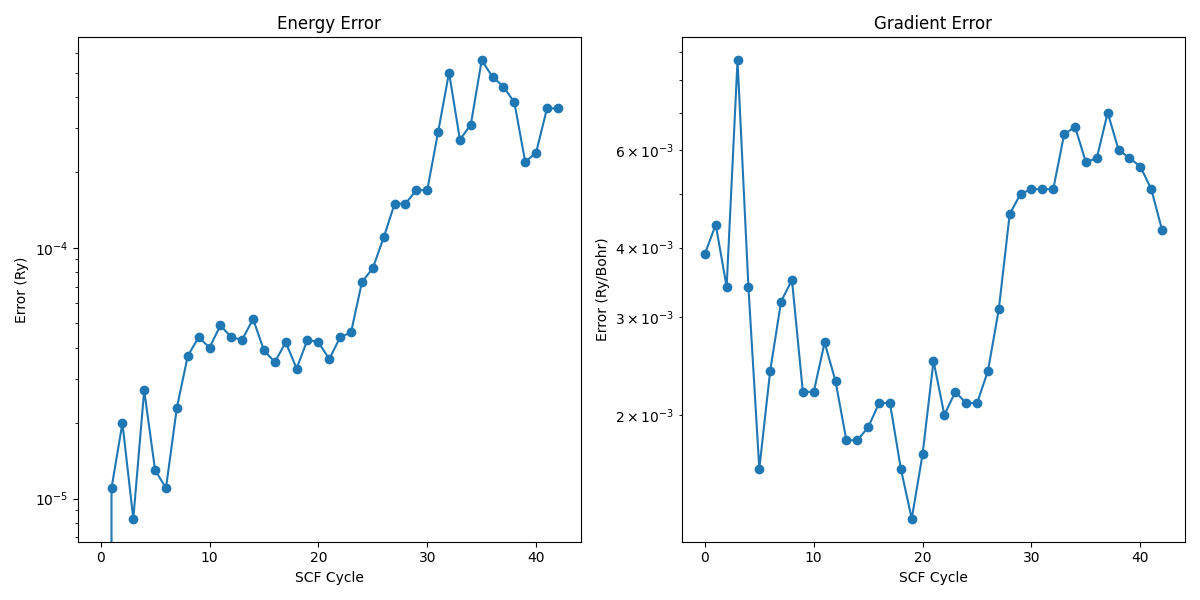 Energy Error
Error (Ry)
10⁻⁴
10⁻⁵
0 10 20 30 40
SCF Cycle
Gradient Error
Error (Ry/Bohr)
6 × 10⁻³
4 × 10⁻³
3 × 10⁻³
2 × 10⁻³
0 10 20 30 40
SCF Cycle